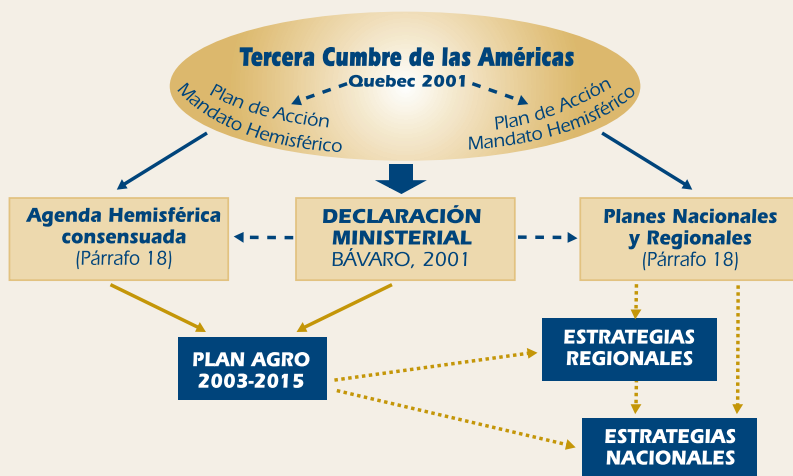 Tercera Cumbre de las Américas
Quebec 2001
Plan de Acción
Mandato Hemisférico
Plan de Acción
Mandato Hemisférico
Agenda Hemisférica
consensuada
(Párrafo 18)
DECLARACIÓN
MINISTERIAL
BÁVARO, 2001
Planes Nacionales
y Regionales
(Párrafo 18)
PLAN AGRO
2003-2015
ESTRATEGIAS
REGIONALES
ESTRATEGIAS
NACIONALES